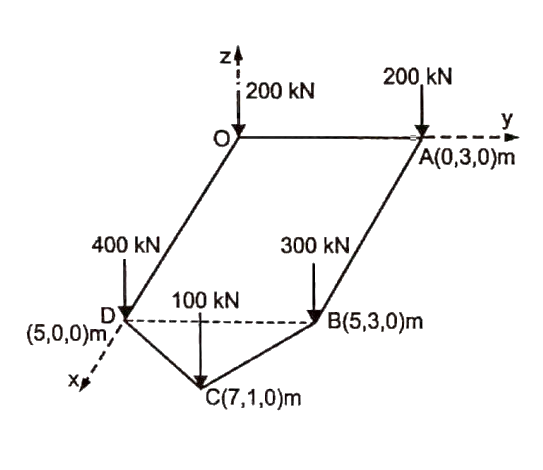 z
200 kN
200 kN
y
O
A(0,3,0)m
400 kN
300 kN
100 kN
D
(5,0,0)m
B(5,3,0)m
x
C(7,1,0)m